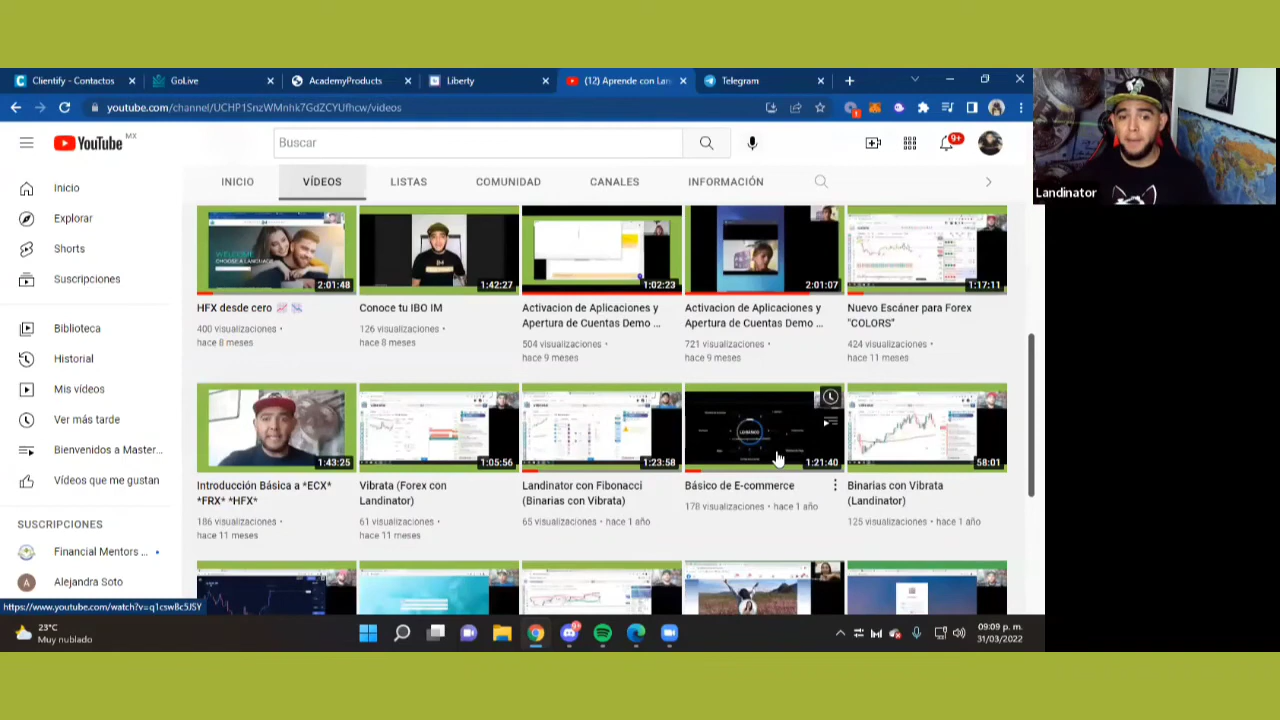 Clientify - Contactos
GoLive
AcademyProducts
Liberty
(12) Aprende con Lan
Telegram
youtube.com/channel/UCHP1SnzWMnhk7GdZCYUfhcw/videos
YouTube MX
Buscar
9+
Landinator
INICIO
VÍDEOS
LISTAS
COMUNIDAD
CANALES
INFORMACIÓN
Inicio
Explorar
Shorts
Suscripciones
Biblioteca
Historial
Mis vídeos
Ver más tarde
Bienvenidos a Master...
Vídeos que me gustan
SUSCRIPCIONES
Financial Mentors ...
A
Alejandra Soto
2:01:48
1:42:27
1:02:23
2:01:07
1:17:11
HFX desde cero
400 visualizaciones •
hace 8 meses
Conoce tu IBO IM
126 visualizaciones •
hace 8 meses
Activacion de Aplicaciones y
Apertura de Cuentas Demo ...
504 visualizaciones •
hace 9 meses
Activacion de Aplicaciones y
Apertura de Cuentas Demo ...
721 visualizaciones •
hace 9 meses
Nuevo Escáner para Forex
"COLORS"
424 visualizaciones •
hace 11 meses
1:43:25
1:05:56
1:23:58
1:21:40
58:01
Introducción Básica a *ECX*
*FRX* *HFX*
186 visualizaciones •
hace 11 meses
Vibrata (Forex con
Landinator)
61 visualizaciones •
hace 11 meses
Landinator con Fibonacci
(Binarias con Vibrata)
65 visualizaciones • hace 1 año
Básico de E-commerce
178 visualizaciones • hace 1 año
Binarias con Vibrata
(Landinator)
125 visualizaciones • hace 1 año
https://www.youtube.com/watch?v=q1cswBc5JSY
23°C
Muy nublado
09:09 p. m.
31/03/2022